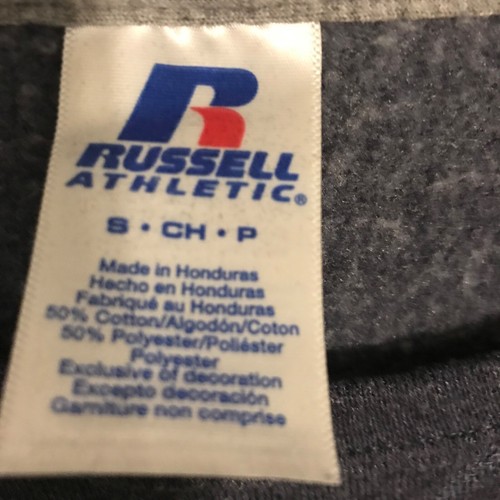 R
RUSSELL
ATHLETIC®
S • CH • P
Made in Honduras
Hecho en Honduras
Fabriqué au Honduras
50% Cotton/Algodón/Coton
50% Polyester/Poliéster
Polyester
Exclusive of decoration
Excepto decoración
Garniture non comprise